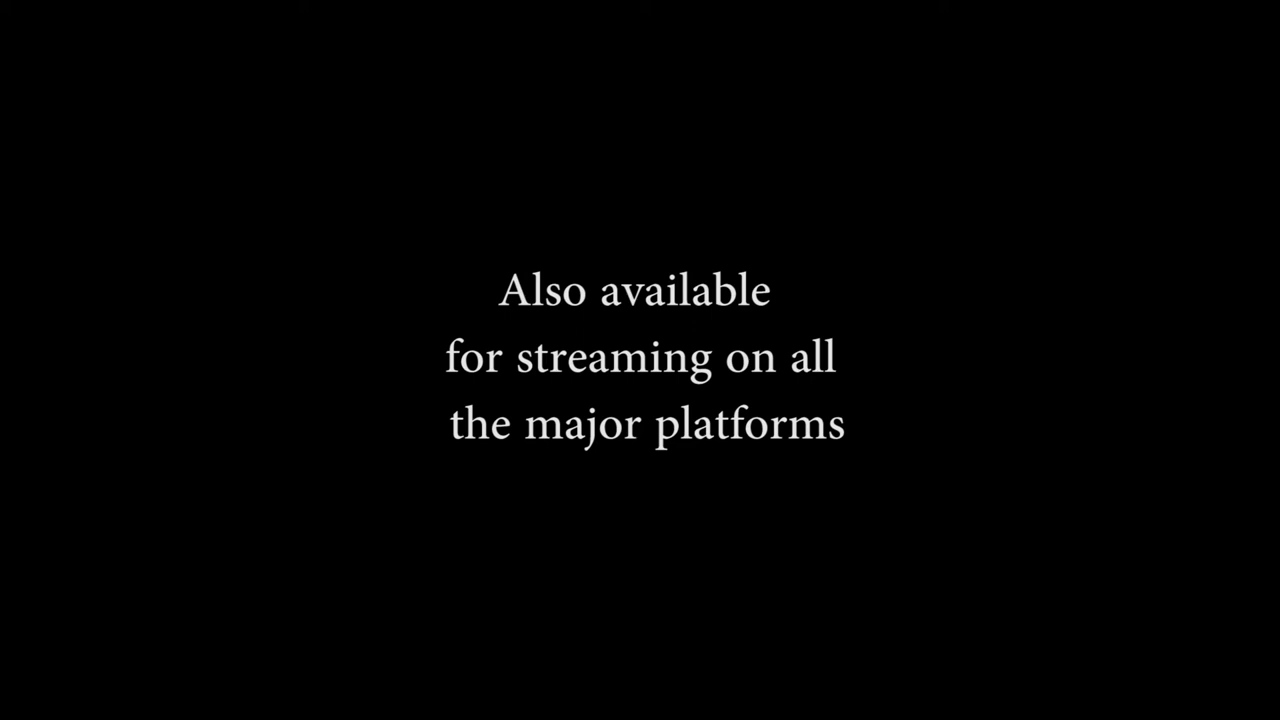 Also available
for streaming on all
the major platforms